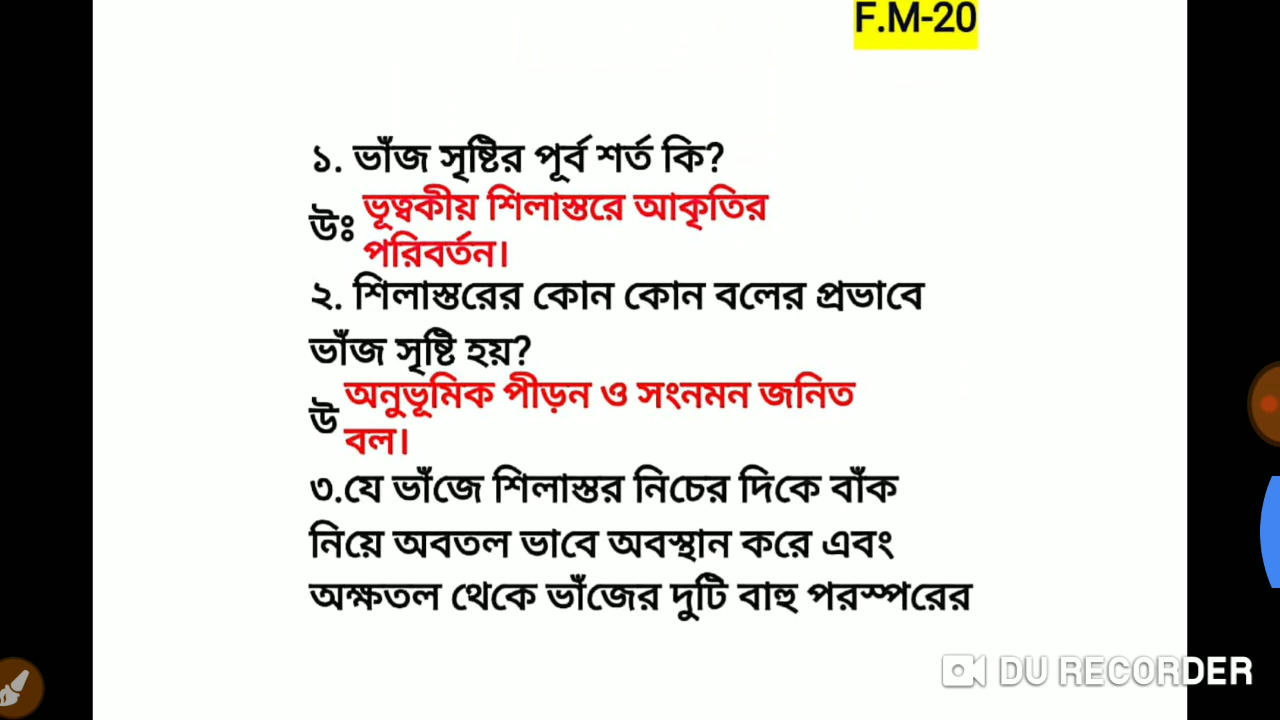 F.M-20
১. ভাঁজ সৃষ্টির পূর্ব শর্ত কি?
উঃ ভূত্বকীয় শিলাস্তরে আকৃতির
পরিবর্তন।
২. শিলাস্তরের কোন কোন বলের প্রভাবে
ভাঁজ সৃষ্টি হয়?
উ অনুভূমিক পীড়ন ও সংনমন জনিত
বল।
৩.যে ভাঁজে শিলাস্তর নিচের দিকে বাঁক
নিয়ে অবতল ভাবে অবস্থান করে এবং
অক্ষতল থেকে ভাঁজের দুটি বাহু পরস্পরের
DU RECORDER